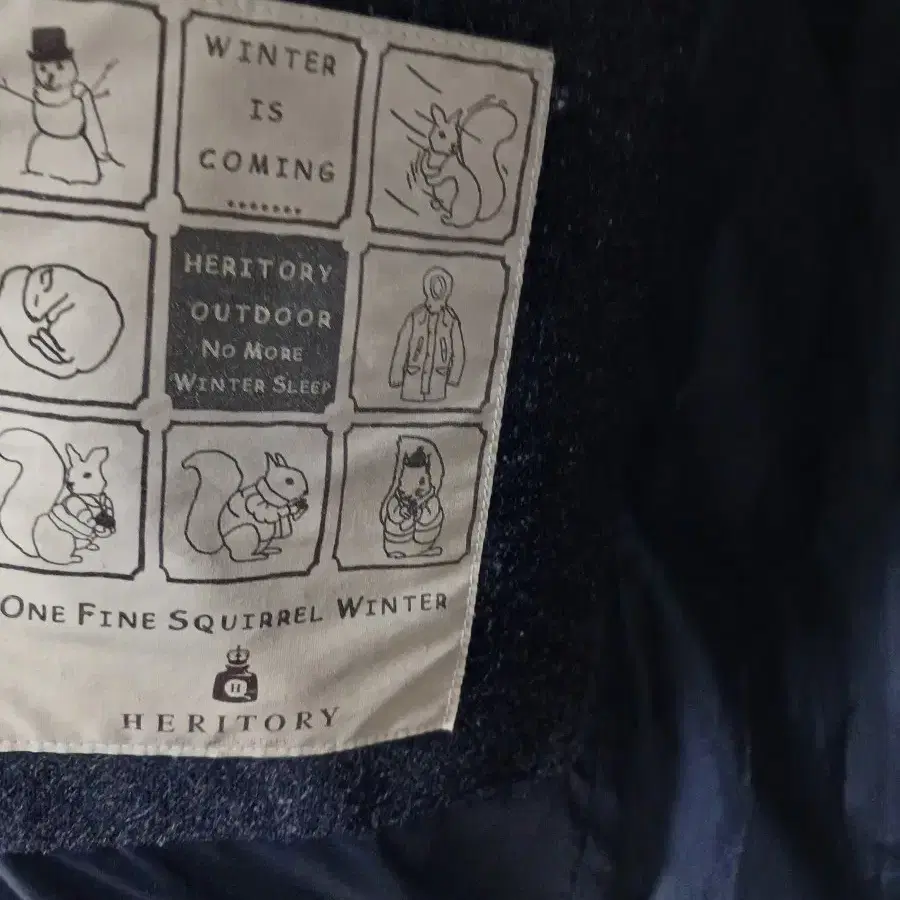 WINTER
IS
COMING
.......
HERITORY
OUTDOOR
NO MORE
WINTER SLEEP
ONE FINE SQUIRREL WINTER
H
HERITORY